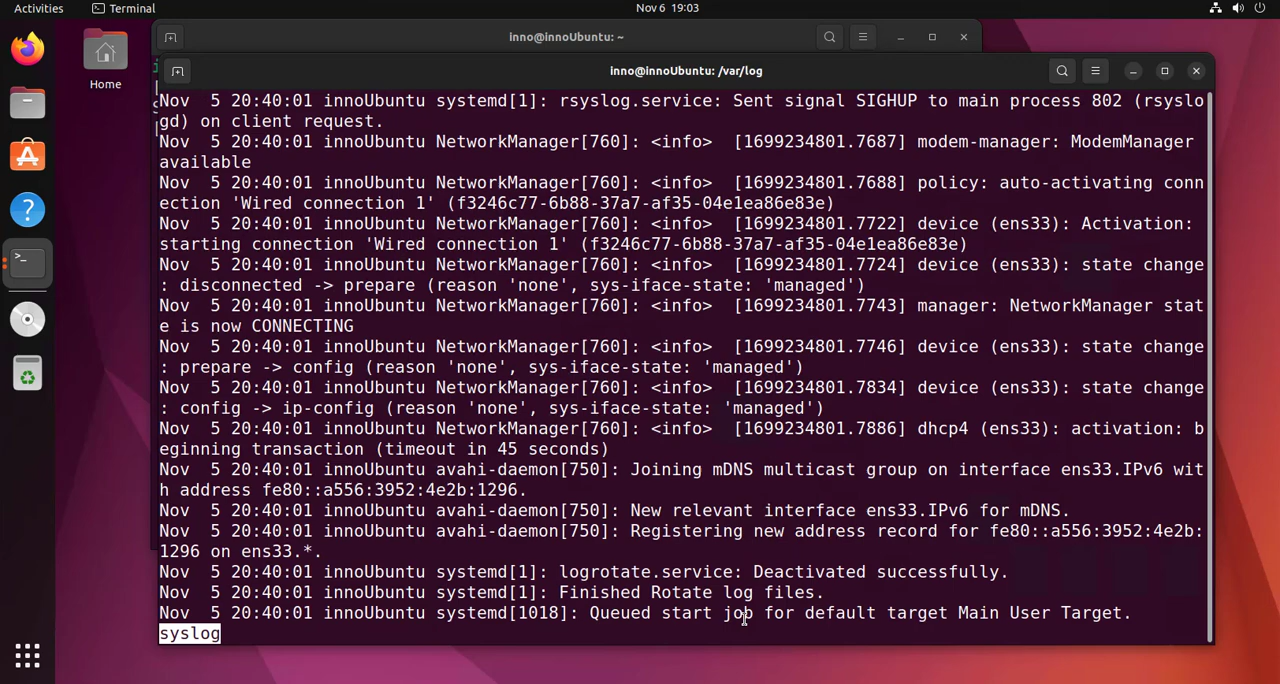 Activities Terminal Nov 6 19:03
inno@innoUbuntu: ~
inno@innoUbuntu: /var/log
Home
Nov  5 20:40:01 innoUbuntu systemd[1]: rsyslog.service: Sent signal SIGHUP to main process 802 (rsyslo
gd) on client request.
Nov  5 20:40:01 innoUbuntu NetworkManager[760]: <info>  [1699234801.7687] modem-manager: ModemManager
available
Nov  5 20:40:01 innoUbuntu NetworkManager[760]: <info>  [1699234801.7688] policy: auto-activating conn
ection 'Wired connection 1' (f3246c77-6b88-37a7-af35-04e1ea86e83e)
Nov  5 20:40:01 innoUbuntu NetworkManager[760]: <info>  [1699234801.7722] device (ens33): Activation:
starting connection 'Wired connection 1' (f3246c77-6b88-37a7-af35-04e1ea86e83e)
Nov  5 20:40:01 innoUbuntu NetworkManager[760]: <info>  [1699234801.7724] device (ens33): state change
: disconnected -> prepare (reason 'none', sys-iface-state: 'managed')
Nov  5 20:40:01 innoUbuntu NetworkManager[760]: <info>  [1699234801.7743] manager: NetworkManager stat
e is now CONNECTING
Nov  5 20:40:01 innoUbuntu NetworkManager[760]: <info>  [1699234801.7746] device (ens33): state change
: prepare -> config (reason 'none', sys-iface-state: 'managed')
Nov  5 20:40:01 innoUbuntu NetworkManager[760]: <info>  [1699234801.7834] device (ens33): state change
: config -> ip-config (reason 'none', sys-iface-state: 'managed')
Nov  5 20:40:01 innoUbuntu NetworkManager[760]: <info>  [1699234801.7886] dhcp4 (ens33): activation: b
eginning transaction (timeout in 45 seconds)
Nov  5 20:40:01 innoUbuntu avahi-daemon[750]: Joining mDNS multicast group on interface ens33.IPv6 wit
h address fe80::a556:3952:4e2b:1296.
Nov  5 20:40:01 innoUbuntu avahi-daemon[750]: New relevant interface ens33.IPv6 for mDNS.
Nov  5 20:40:01 innoUbuntu avahi-daemon[750]: Registering new address record for fe80::a556:3952:4e2b:
1296 on ens33.*.
Nov  5 20:40:01 innoUbuntu systemd[1]: logrotate.service: Deactivated successfully.
Nov  5 20:40:01 innoUbuntu systemd[1]: Finished Rotate log files.
Nov  5 20:40:01 innoUbuntu systemd[1018]: Queued start job for default target Main User Target.
syslog